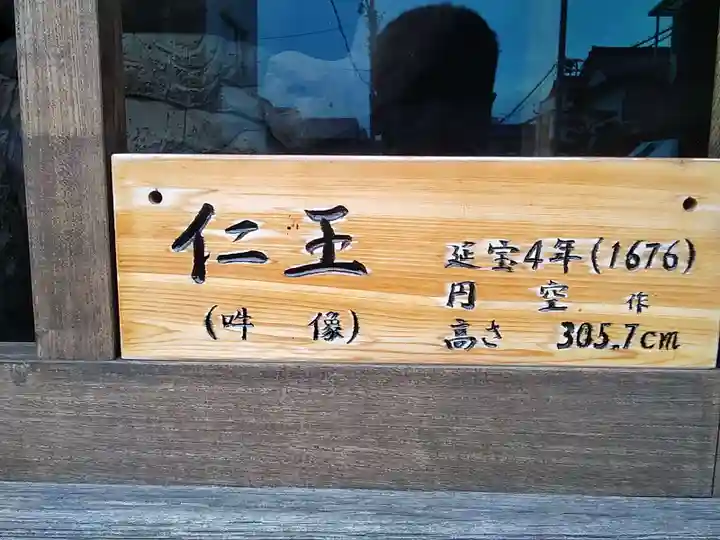 仁王
(吽像)
延宝4年(1676)
円空作
高さ 305.7cm